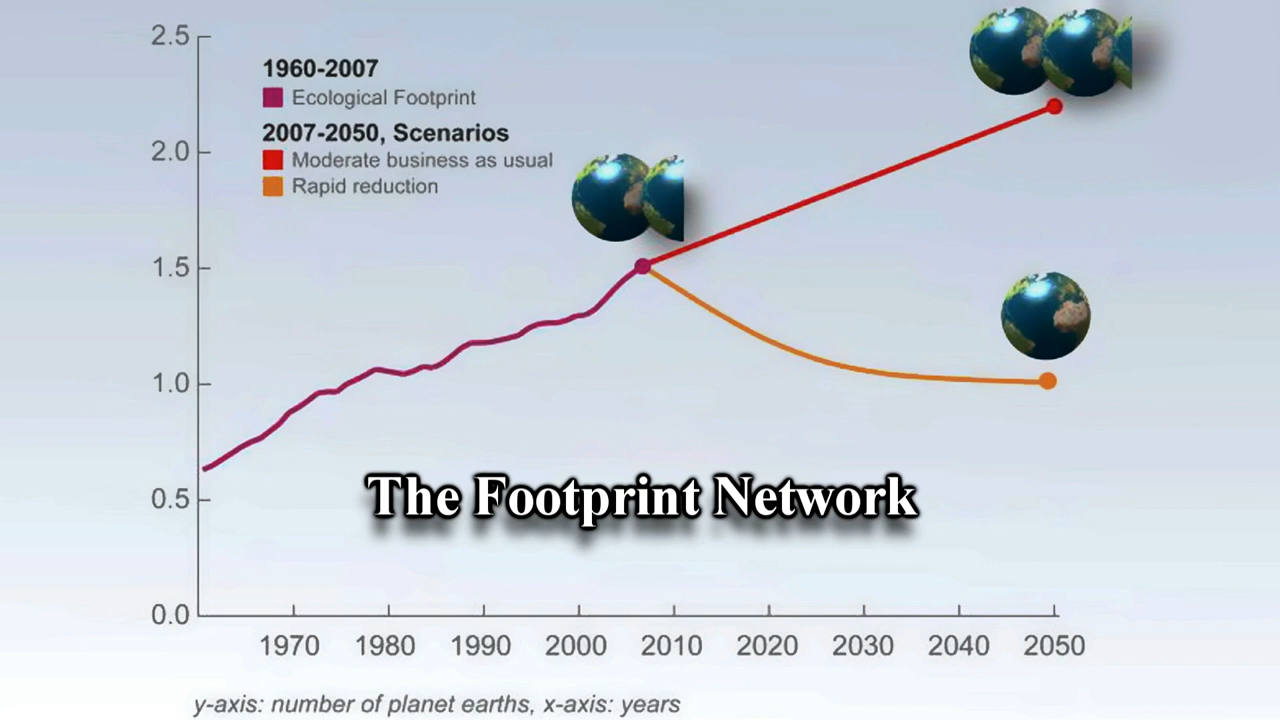 2.5
1960-2007
Ecological Footprint
2007-2050, Scenarios
2.0
Moderate business as usual
Rapid reduction
1.5
1.0
The Footprint Network
0.5
0.0
1970 1980 1990 2000 2010 2020 2030 2040 2050
y-axis: number of planet earths, x-axis: years